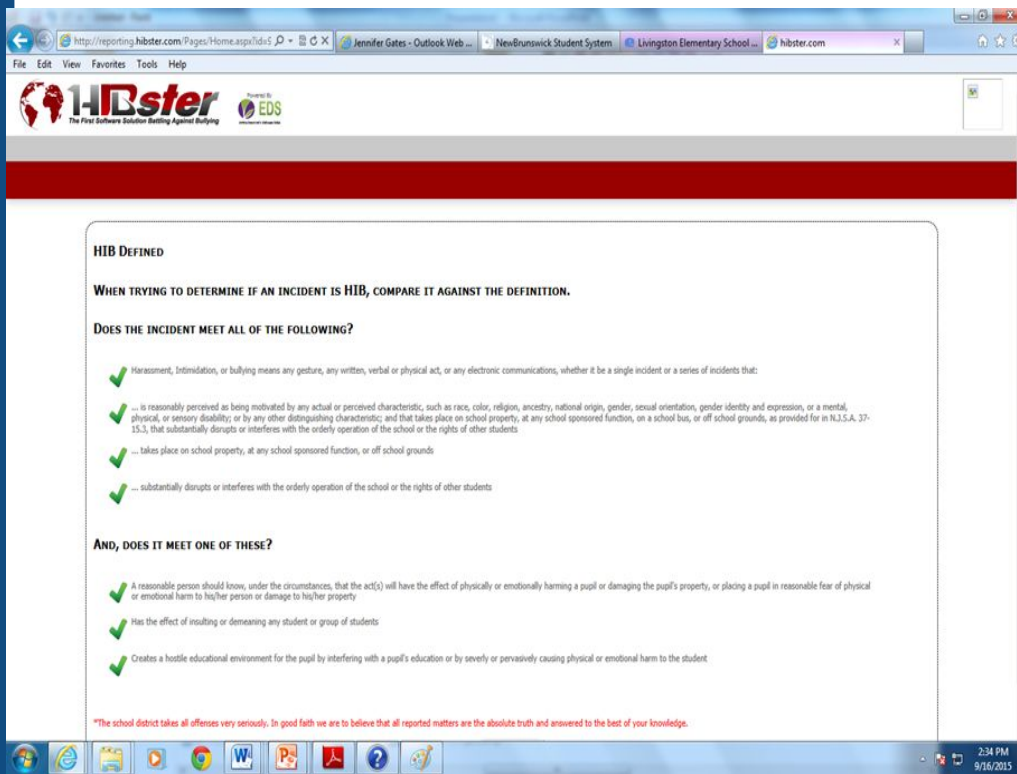 http://reporting.hibster.com/Pages/Home.aspx?id=5
Jennifer Gates - Outlook Web ...
NewBrunswick Student System
Livingston Elementary School ...
hibster.com
File Edit View Favorites Tools Help
HIBster
The First Software Solution Battling Against Bullying
Powered By
EDS
HIB DEFINED
WHEN TRYING TO DETERMINE IF AN INCIDENT IS HIB, COMPARE IT AGAINST THE DEFINITION.
DOES THE INCIDENT MEET ALL OF THE FOLLOWING?
Harassment, Intimidation, or bullying means any gesture, any written, verbal or physical act, or any electronic communications, whether it be a single incident or a series of incidents that:
... is reasonably perceived as being motivated by any actual or perceived characteristic, such as race, color, religion, ancestry, national origin, gender, sexual orientation, gender identity and expression, or a mental,
physical, or sensory disability; or by any other distinguishing characteristic; and that takes place on school property, at any school sponsored function, on a school bus, or off school grounds, as provided for in N.J.S.A. 37-
15.3, that substantially disrupts or interferes with the orderly operation of the school or the rights of other students
... takes place on school property, at any school sponsored function, or off school grounds
... substantially disrupts or interferes with the orderly operation of the school or the rights of other students
AND, DOES IT MEET ONE OF THESE?
A reasonable person should know, under the circumstances, that the act(s) will have the effect of physically or emotionally harming a pupil or damaging the pupil's property, or placing a pupil in reasonable fear of physical
or emotional harm to his/her person or damage to his/her property
Has the effect of insulting or demeaning any student or group of students
Creates a hostile educational environment for the pupil by interfering with a pupil's education or by severly or pervasively causing physical or emotional harm to the student
*The school district takes all offenses very seriously. In good faith we are to believe that all reported matters are the absolute truth and answered to the best of your knowledge.
2:34 PM
9/16/2015